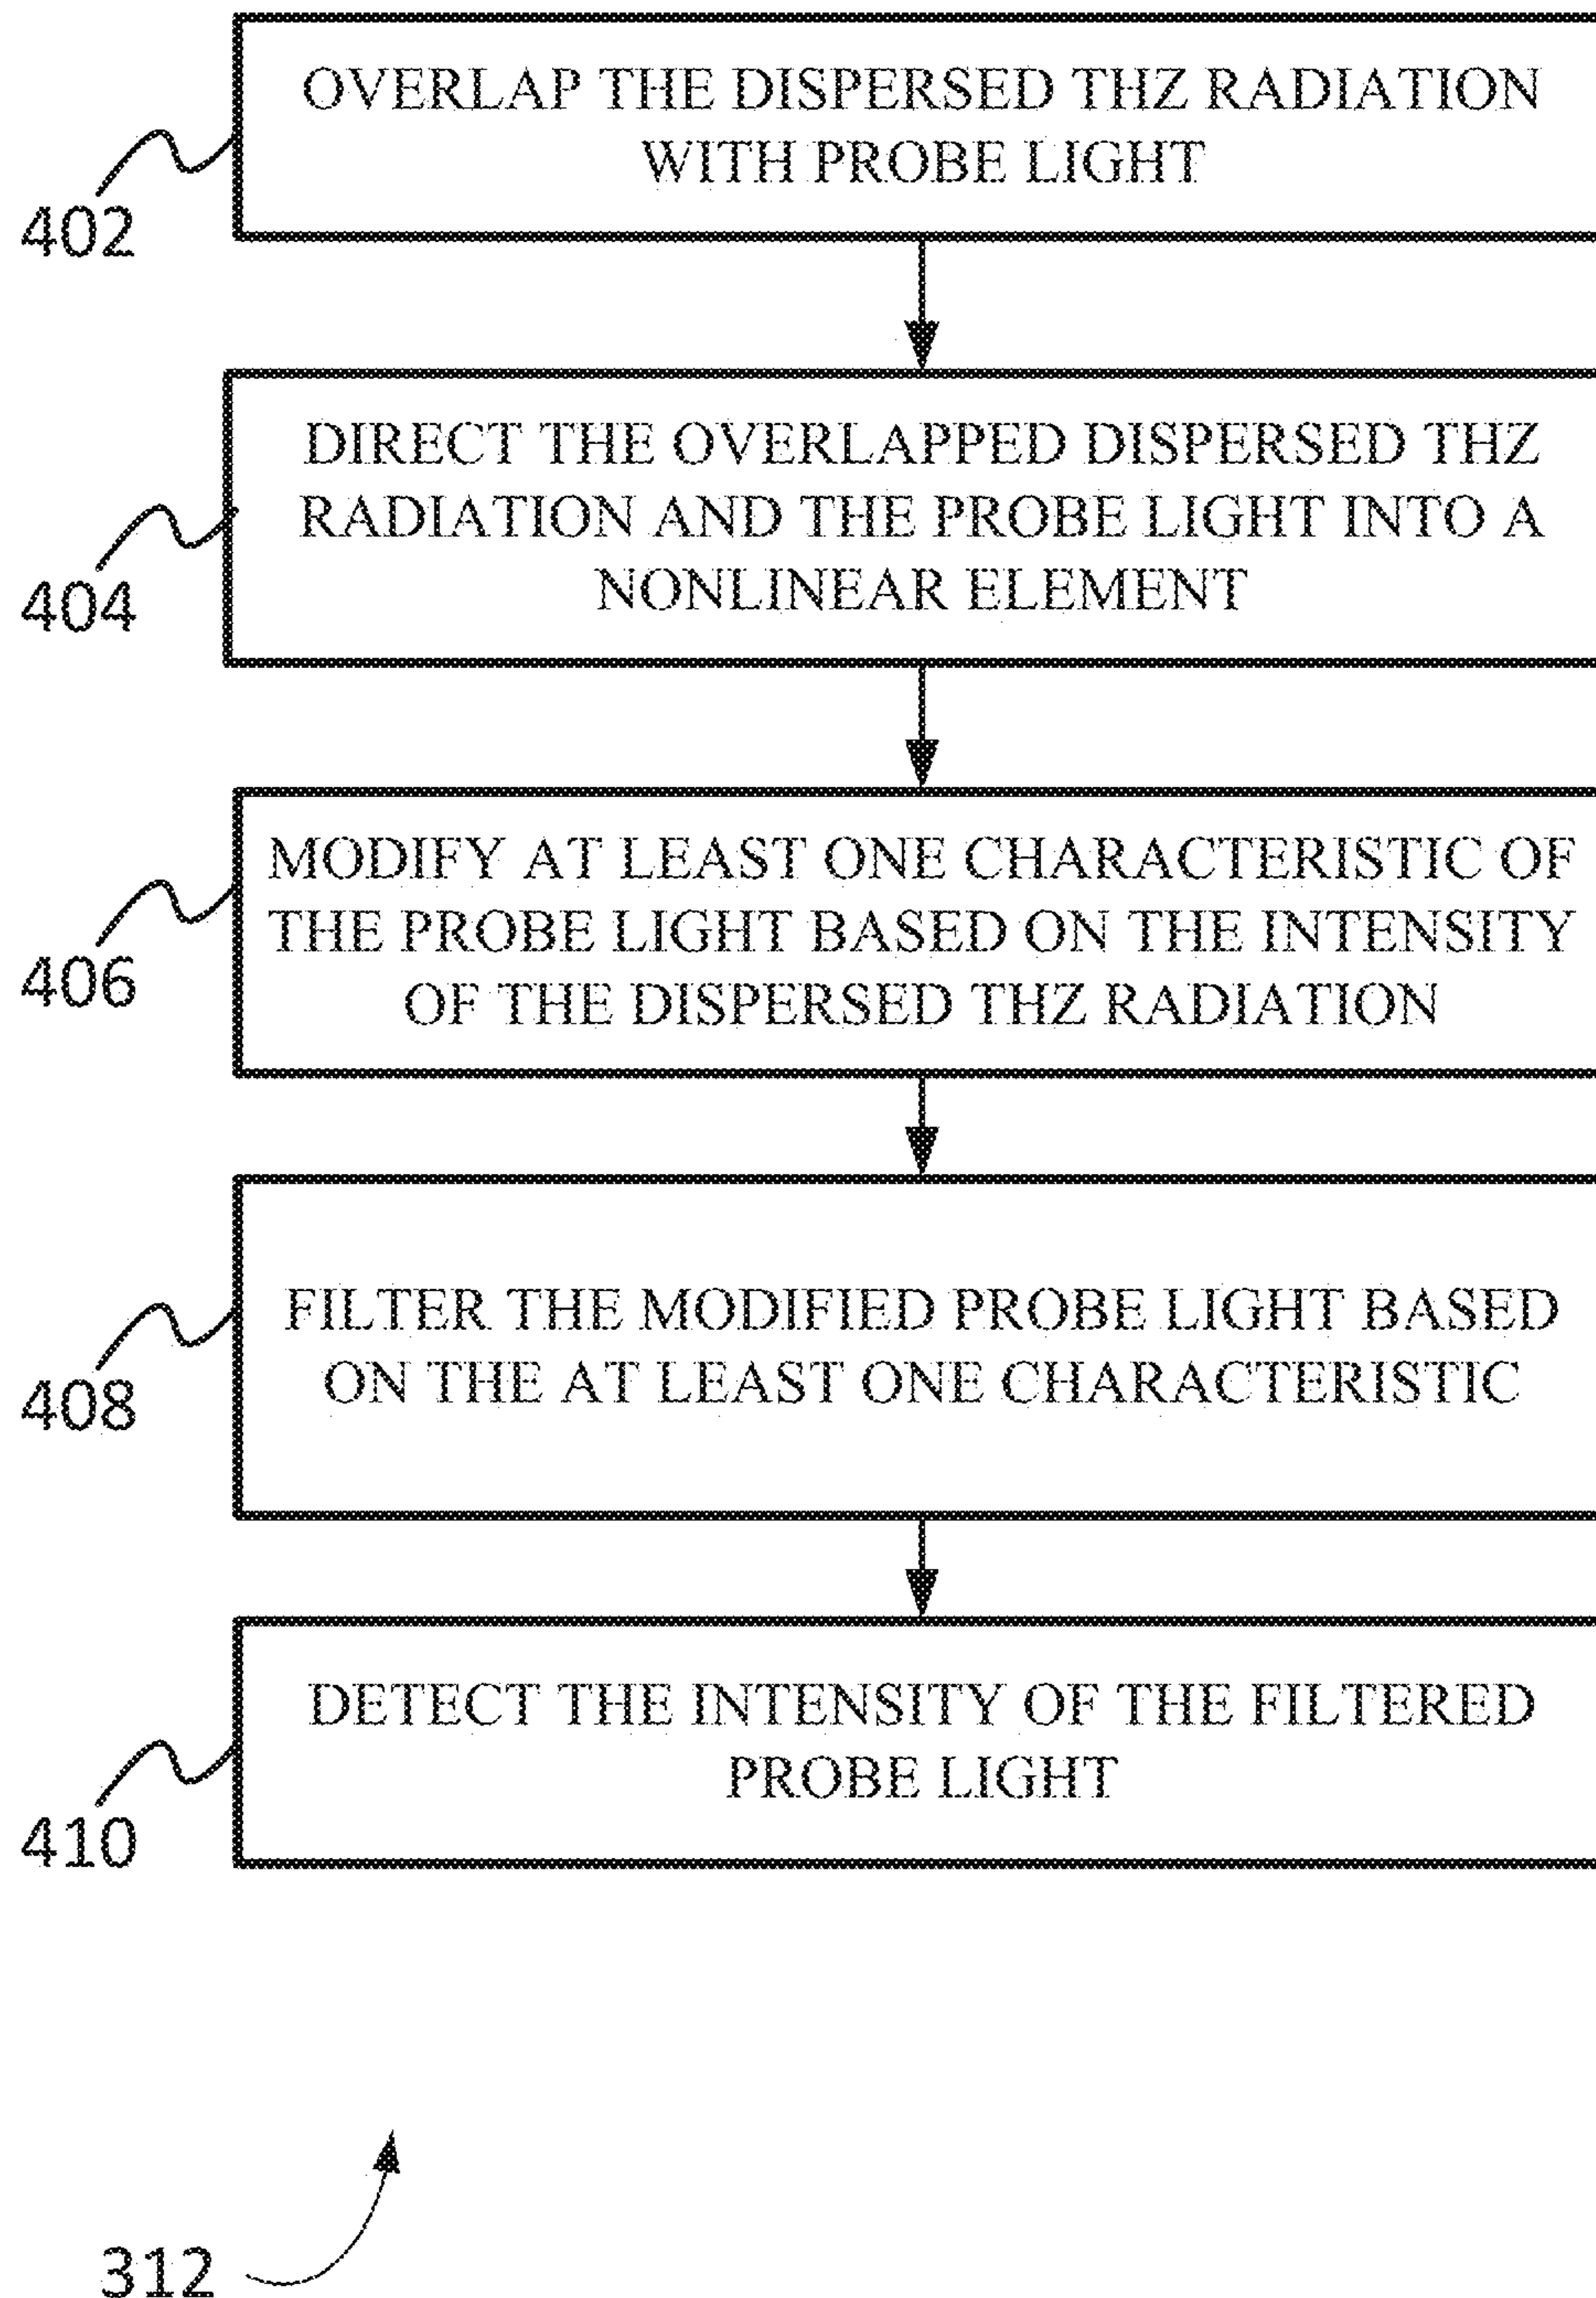 OVERLAP THE DISPERSED THZ RADIATION
WITH PROBE LIGHT
402
DIRECT THE OVERLAPPED DISPERSED THZ
RADIATION AND THE PROBE LIGHT INTO A
NONLINEAR ELEMENT
404
MODIFY AT LEAST ONE CHARACTERISTIC OF
THE PROBE LIGHT BASED ON THE INTENSITY
OF THE DISPERSED THZ RADIATION
406
FILTER THE MODIFIED PROBE LIGHT BASED
ON THE AT LEAST ONE CHARACTERISTIC
408
DETECT THE INTENSITY OF THE FILTERED
PROBE LIGHT
410
312